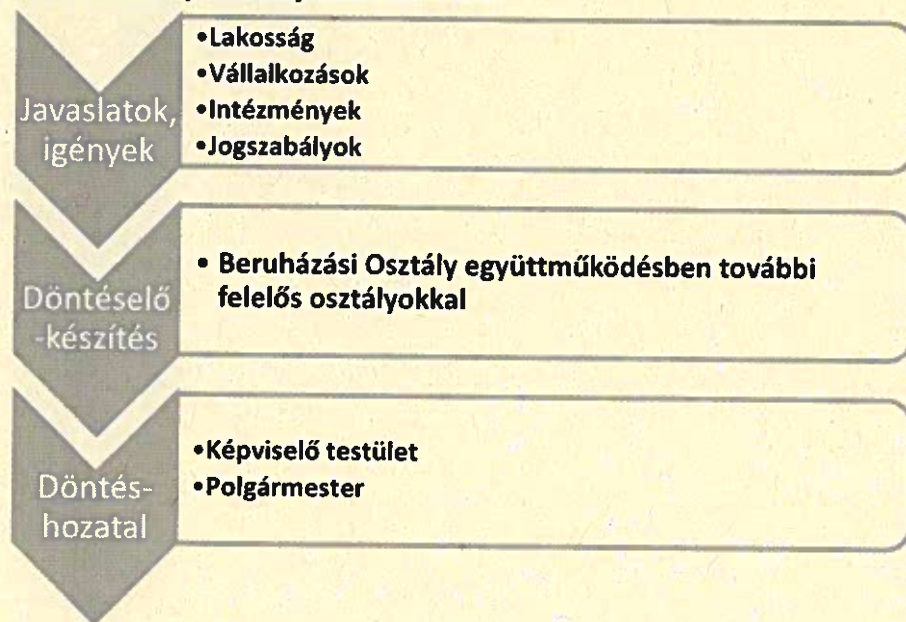 Javaslatok,
igények
•Lakosság
•Vállalkozások
•Intézmények
•Jogszabályok
Döntéselő
-készítés
• Beruházási Osztály együttműködésben további
felelős osztályokkal
Döntés-
hozatal
•Képviselő testület
•Polgármester